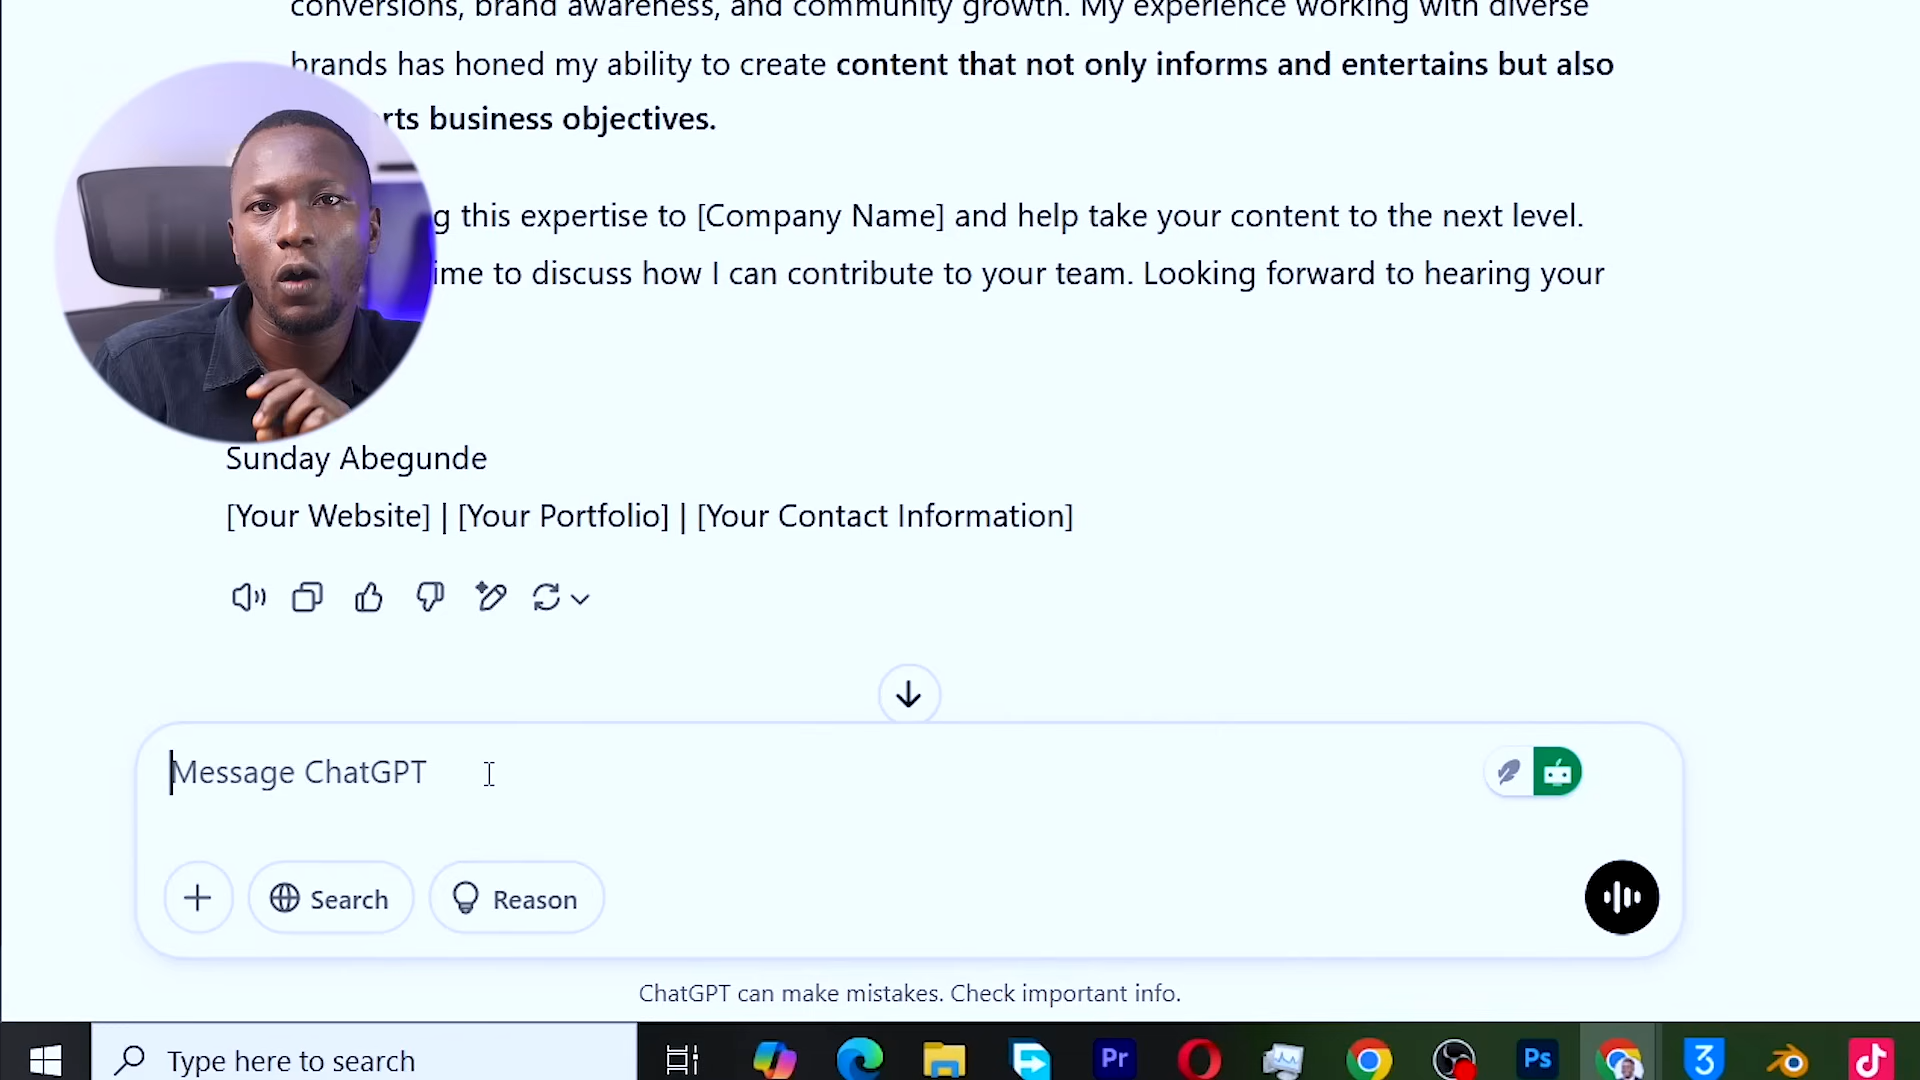 conversions, brand awareness, and community growth. My experience working with diverse
brands has honed my ability to create content that not only informs and entertains but also
rts business objectives.
g this expertise to [Company Name] and help take your content to the next level.
ime to discuss how I can contribute to your team. Looking forward to hearing your
Sunday Abegunde
[Your Website] | [Your Portfolio] | [Your Contact Information]
Message ChatGPT
Search
Reason
ChatGPT can make mistakes. Check important info.
Type here to search
Pr
Ps
3